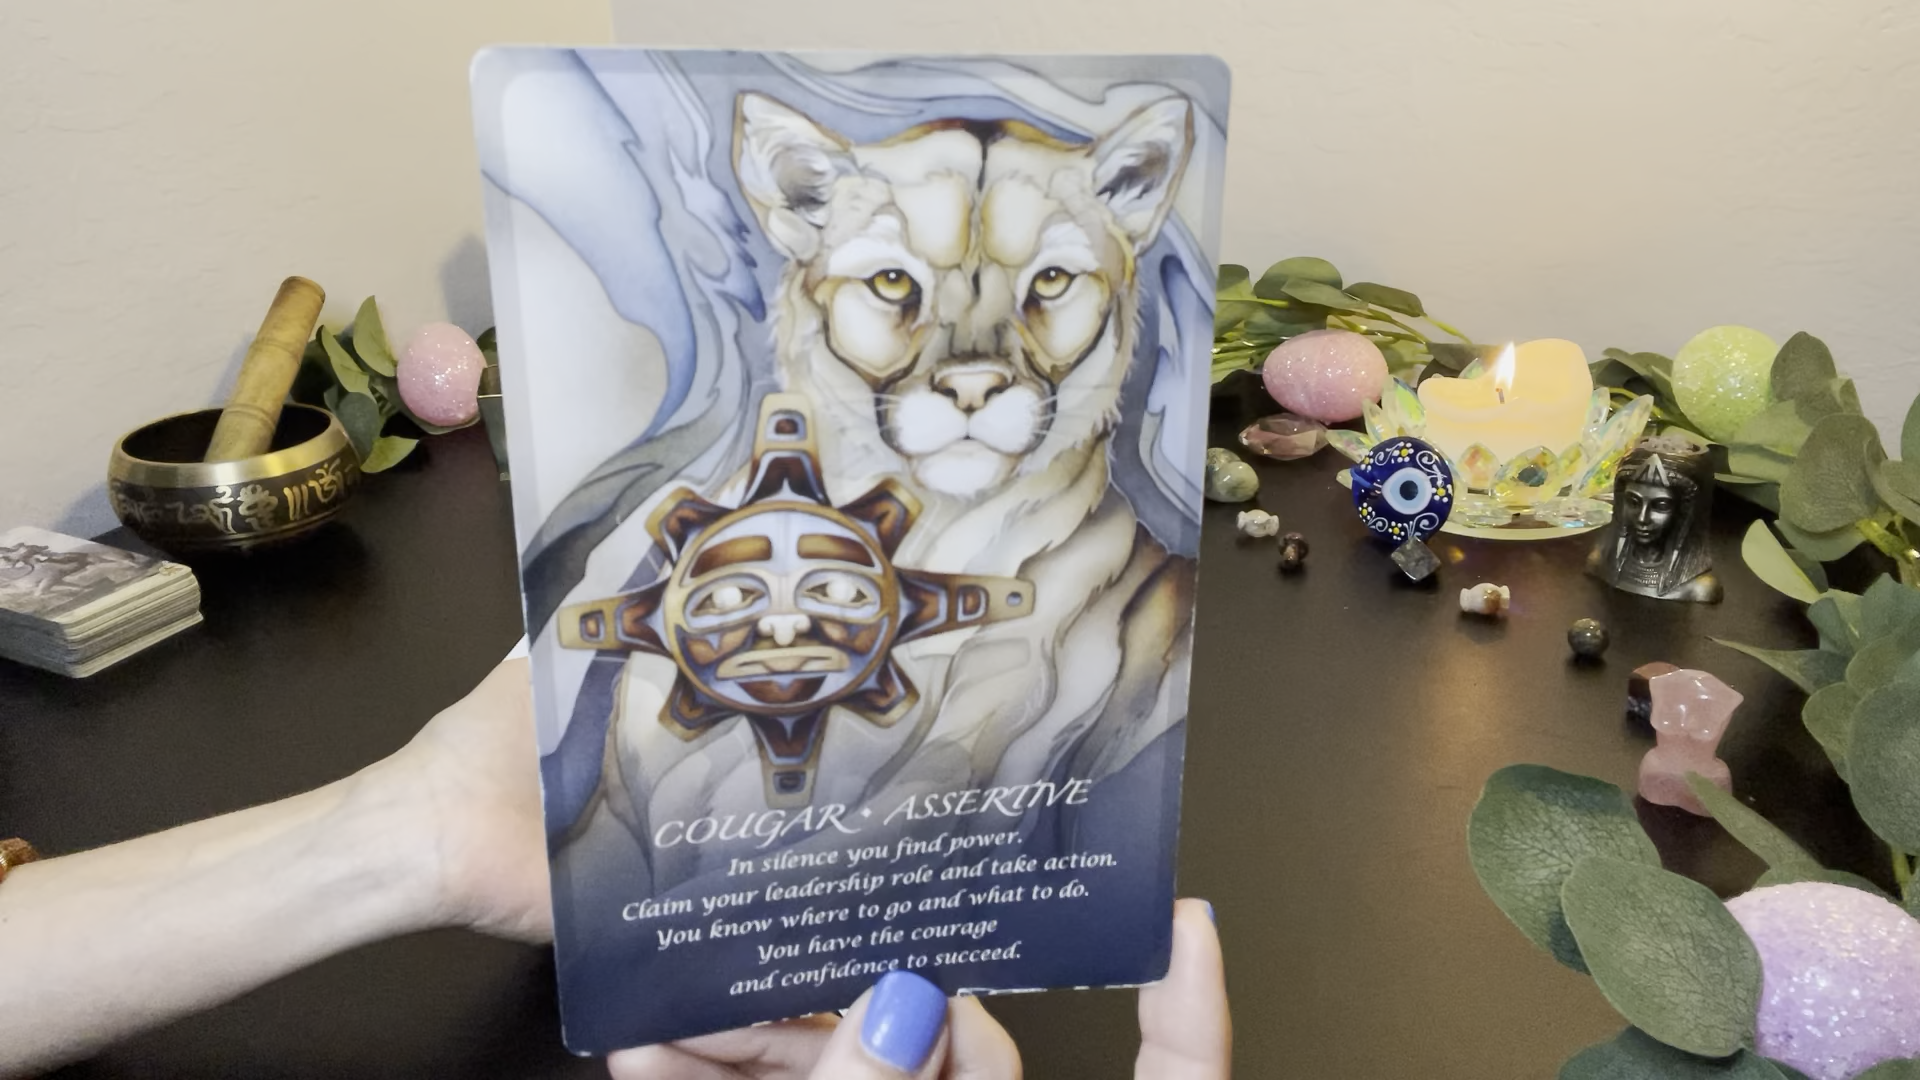 COUGAR • ASSERTIVE
In silence you find power.
Claim your leadership role and take action.
You know where to go and what to do.
You have the courage
and confidence to succeed.